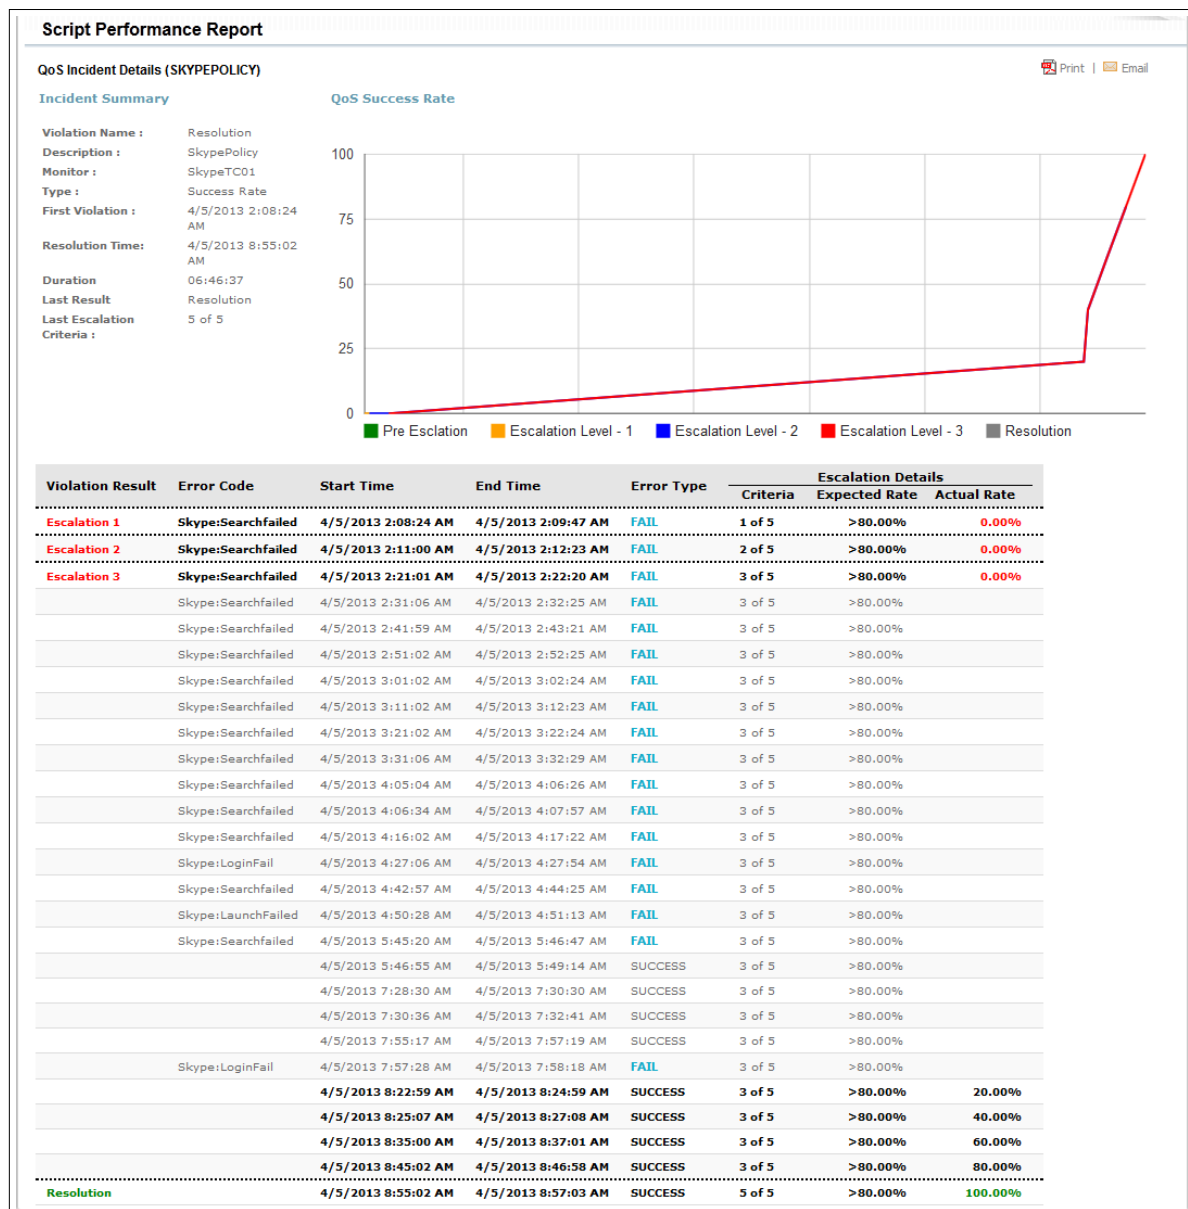 Script Performance Report
QoS Incident Details (SKYPEPOLICY)
Print | Email
Incident Summary
QoS Success Rate
Violation Name : Resolution
Description : SkypePolicy
Monitor : SkypeTC01
Type : Success Rate
First Violation : 4/5/2013 2:08:24
AM
Resolution Time: 4/5/2013 8:55:02
AM
Duration 06:46:37
Last Result Resolution
Last Escalation 5 of 5
Criteria :
100
75
50
25
0
Pre Esclation Escalation Level - 1 Escalation Level - 2 Escalation Level - 3 Resolution
Escalation Details
Violation Result Error Code Start Time End Time Error Type Criteria Expected Rate Actual Rate
Escalation 1 Skype:Searchfailed 4/5/2013 2:08:24 AM 4/5/2013 2:09:47 AM FAIL 1 of 5 >80.00% 0.00%
Escalation 2 Skype:Searchfailed 4/5/2013 2:11:00 AM 4/5/2013 2:12:23 AM FAIL 2 of 5 >80.00% 0.00%
Escalation 3 Skype:Searchfailed 4/5/2013 2:21:01 AM 4/5/2013 2:22:20 AM FAIL 3 of 5 >80.00% 0.00%
Skype:Searchfailed 4/5/2013 2:31:06 AM 4/5/2013 2:32:25 AM FAIL 3 of 5 >80.00%
Skype:Searchfailed 4/5/2013 2:41:59 AM 4/5/2013 2:43:21 AM FAIL 3 of 5 >80.00%
Skype:Searchfailed 4/5/2013 2:51:02 AM 4/5/2013 2:52:25 AM FAIL 3 of 5 >80.00%
Skype:Searchfailed 4/5/2013 3:01:02 AM 4/5/2013 3:02:24 AM FAIL 3 of 5 >80.00%
Skype:Searchfailed 4/5/2013 3:11:02 AM 4/5/2013 3:12:23 AM FAIL 3 of 5 >80.00%
Skype:Searchfailed 4/5/2013 3:21:02 AM 4/5/2013 3:22:24 AM FAIL 3 of 5 >80.00%
Skype:Searchfailed 4/5/2013 3:31:06 AM 4/5/2013 3:32:29 AM FAIL 3 of 5 >80.00%
Skype:Searchfailed 4/5/2013 4:05:04 AM 4/5/2013 4:06:26 AM FAIL 3 of 5 >80.00%
Skype:Searchfailed 4/5/2013 4:06:34 AM 4/5/2013 4:07:57 AM FAIL 3 of 5 >80.00%
Skype:Searchfailed 4/5/2013 4:16:02 AM 4/5/2013 4:17:22 AM FAIL 3 of 5 >80.00%
Skype:LoginFail 4/5/2013 4:27:06 AM 4/5/2013 4:27:54 AM FAIL 3 of 5 >80.00%
Skype:Searchfailed 4/5/2013 4:42:57 AM 4/5/2013 4:44:25 AM FAIL 3 of 5 >80.00%
Skype:LaunchFailed 4/5/2013 4:50:28 AM 4/5/2013 4:51:13 AM FAIL 3 of 5 >80.00%
Skype:Searchfailed 4/5/2013 5:45:20 AM 4/5/2013 5:46:47 AM FAIL 3 of 5 >80.00%
4/5/2013 5:46:55 AM 4/5/2013 5:49:14 AM SUCCESS 3 of 5 >80.00%
4/5/2013 7:28:30 AM 4/5/2013 7:30:30 AM SUCCESS 3 of 5 >80.00%
4/5/2013 7:30:36 AM 4/5/2013 7:32:41 AM SUCCESS 3 of 5 >80.00%
4/5/2013 7:55:17 AM 4/5/2013 7:57:19 AM SUCCESS 3 of 5 >80.00%
Skype:LoginFail 4/5/2013 7:57:28 AM 4/5/2013 7:58:18 AM FAIL 3 of 5 >80.00%
4/5/2013 8:22:59 AM 4/5/2013 8:24:59 AM SUCCESS 3 of 5 >80.00% 20.00%
4/5/2013 8:25:07 AM 4/5/2013 8:27:08 AM SUCCESS 3 of 5 >80.00% 40.00%
4/5/2013 8:35:00 AM 4/5/2013 8:37:01 AM SUCCESS 3 of 5 >80.00% 60.00%
4/5/2013 8:45:02 AM 4/5/2013 8:46:58 AM SUCCESS 3 of 5 >80.00% 80.00%
Resolution 4/5/2013 8:55:02 AM 4/5/2013 8:57:03 AM SUCCESS 5 of 5 >80.00% 100.00%